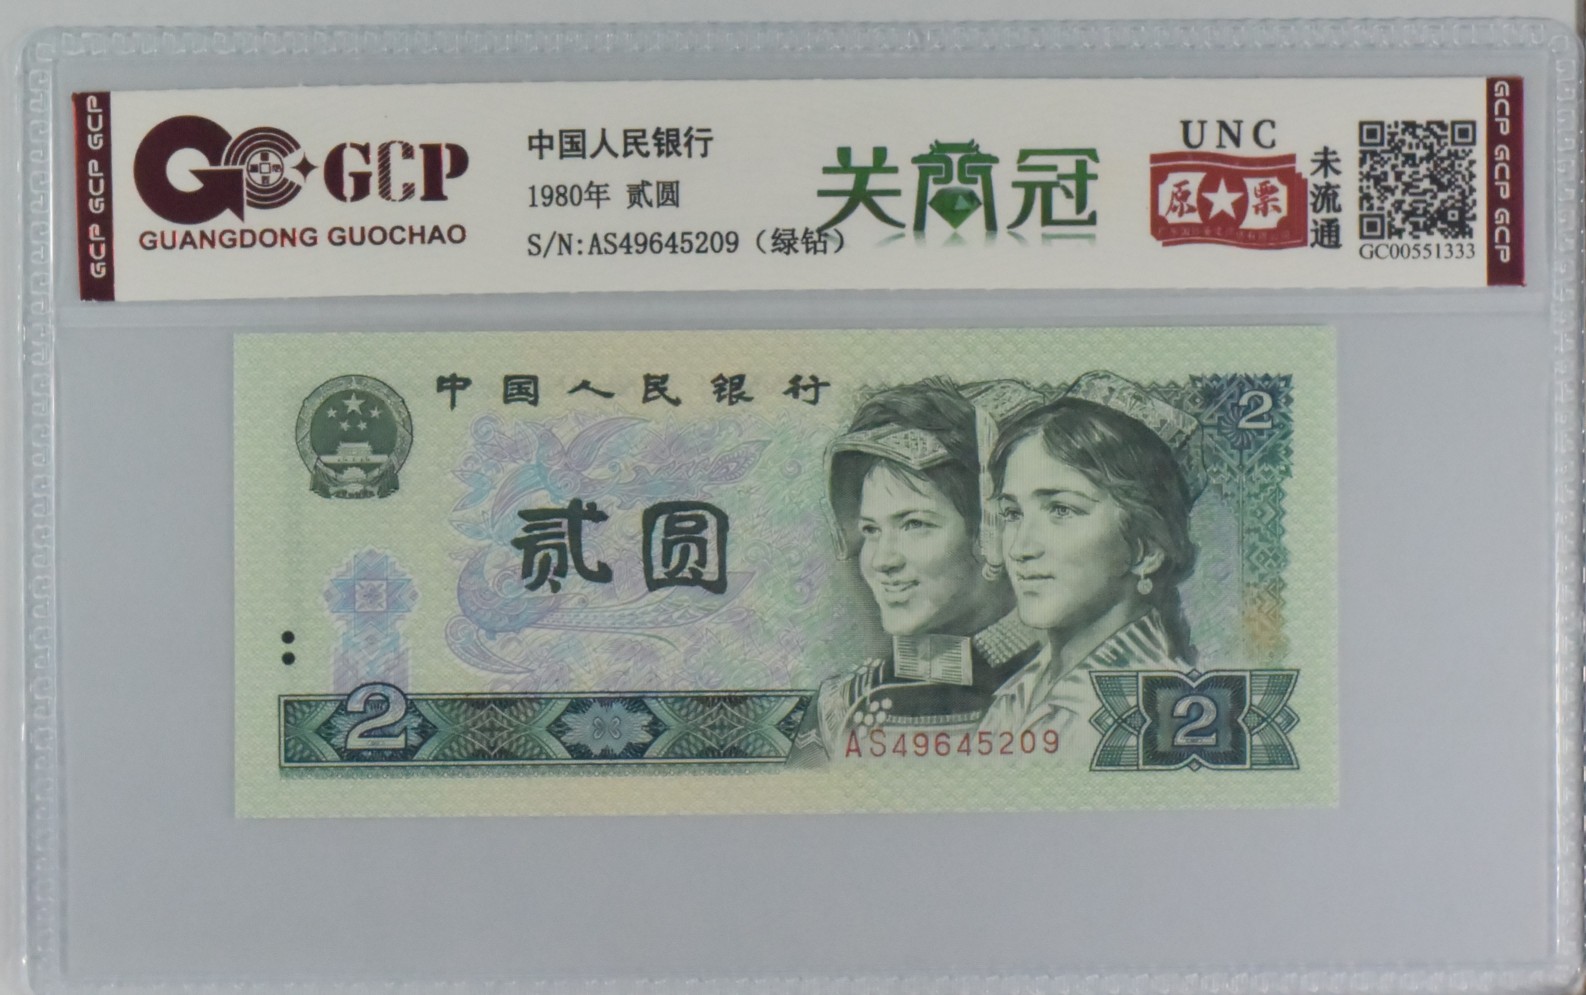 GCP GCP GCP
GCP
GUANGDONG GUOCHAO
中国人民银行
1980年 贰圆
S/N:AS49645209（绿钻）
关门冠
UNC
原★票
未流通
GC00551333
GCP GCP GCP
中国人民银行
2
贰圆
2
AS49645209
2